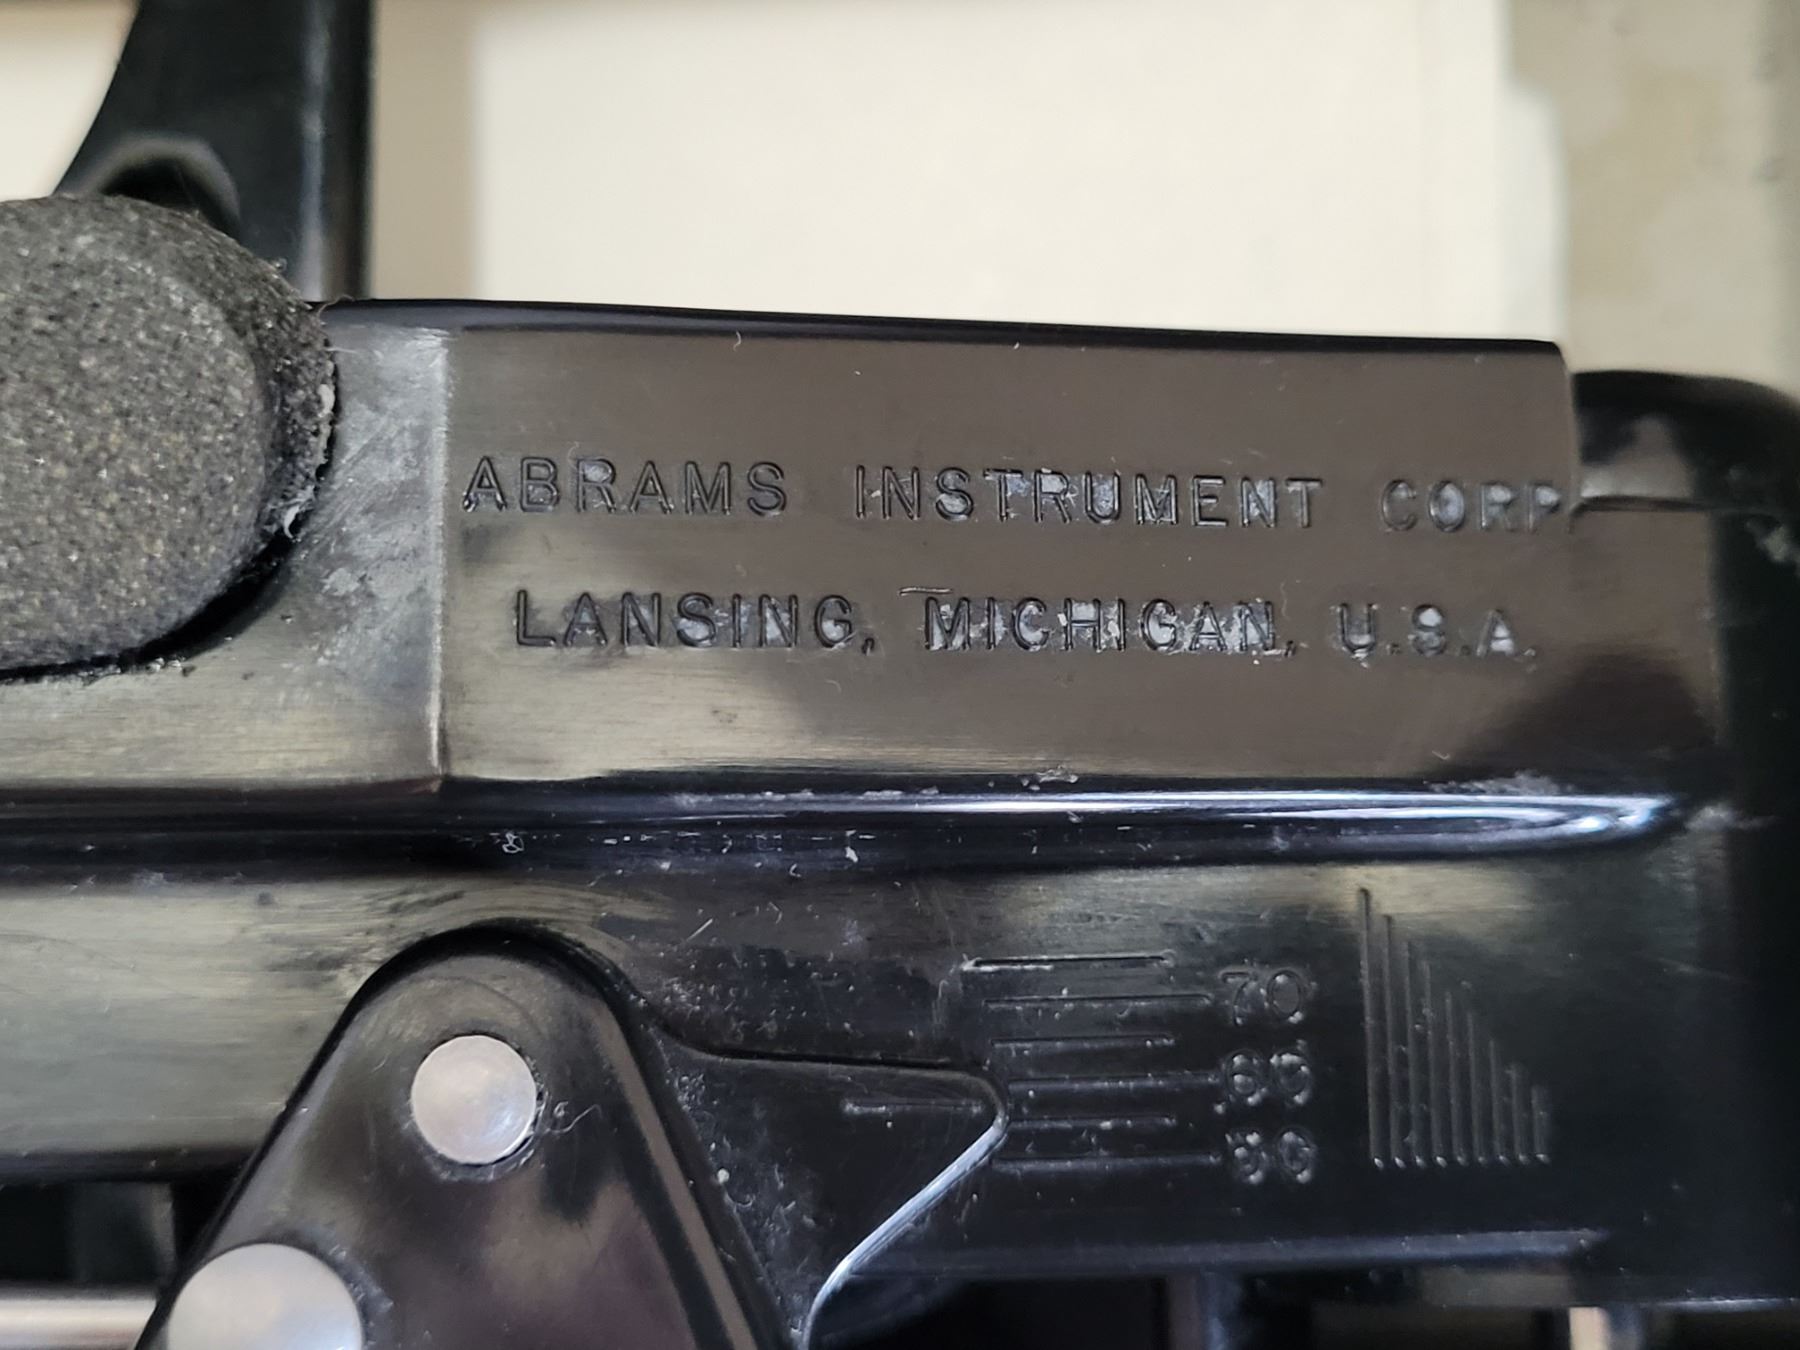 ABRAMS INSTRUMENT CORP.
LANSING, MICHIGAN, U.S.A.
70
60
50